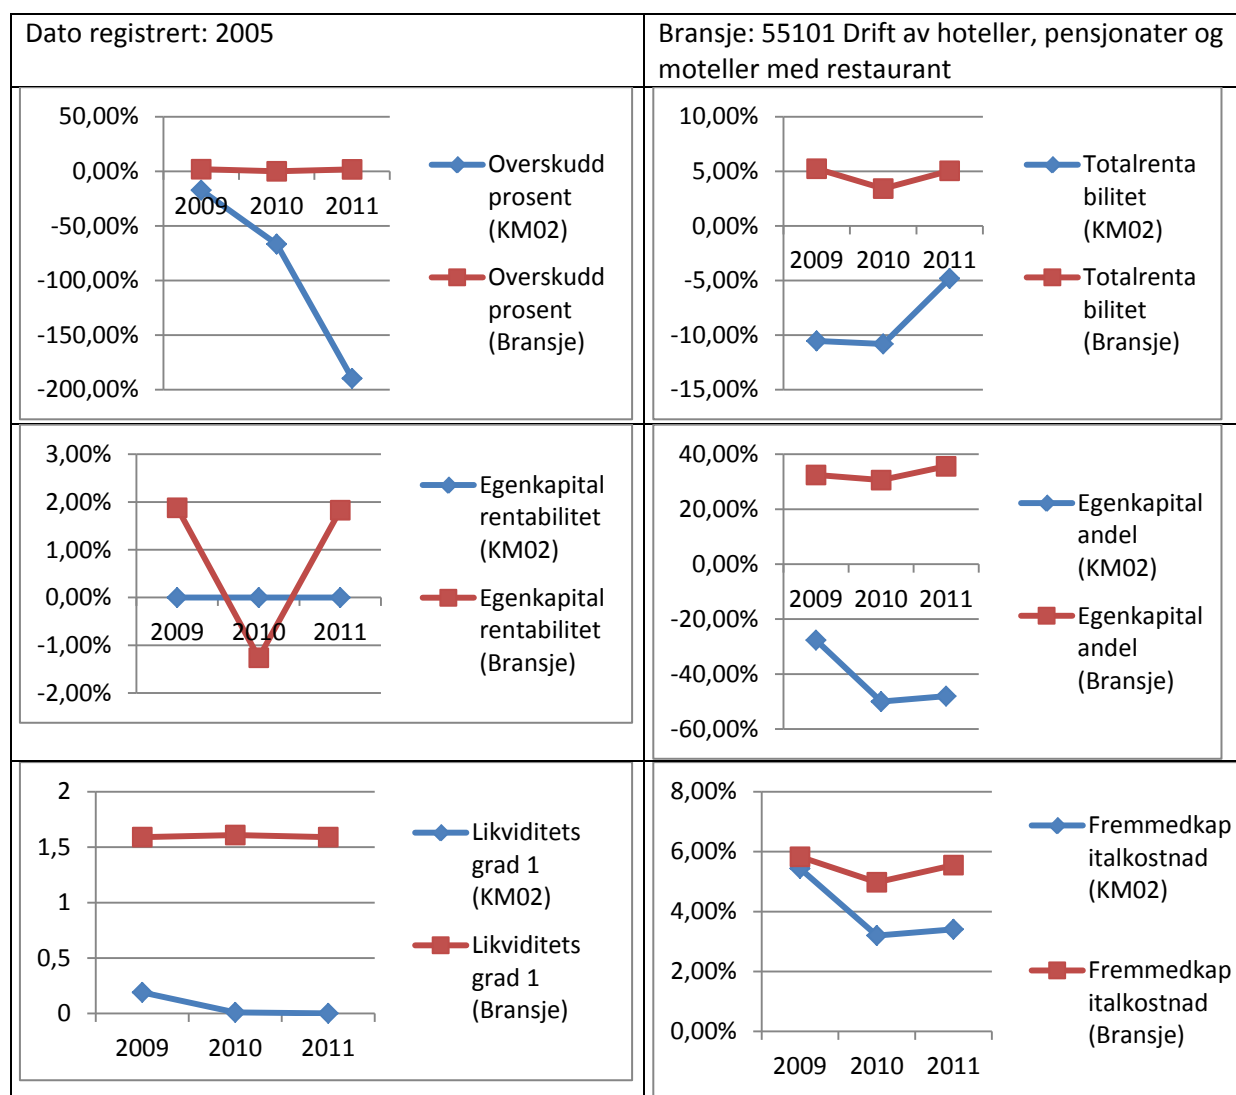 Dato registrert: 2005
Bransje: 55101 Drift av hoteller, pensjonater og
moteller med restaurant
50,00%
0,00%
-50,00%
-100,00%
-150,00%
-200,00%
2009
2010
2011
Overskudd
prosent
(KM02)
Overskudd
prosent
(Bransje)
10,00%
5,00%
0,00%
-5,00%
-10,00%
-15,00%
2009
2010
2011
Totalrenta
bilitet
(KM02)
Totalrenta
bilitet
(Bransje)
3,00%
2,00%
1,00%
0,00%
-1,00%
-2,00%
2009
2010
2011
Egenkapital
rentabilitet
(KM02)
Egenkapital
rentabilitet
(Bransje)
40,00%
20,00%
0,00%
-20,00%
-40,00%
-60,00%
2009
2010
2011
Egenkapital
andel
(KM02)
Egenkapital
andel
(Bransje)
2
1,5
1
0,5
0
2009
2010
2011
Likviditets
grad 1
(KM02)
Likviditets
grad 1
(Bransje)
8,00%
6,00%
4,00%
2,00%
0,00%
2009
2010
2011
Fremmedkap
italkostnad
(KM02)
Fremmedkap
italkostnad
(Bransje)